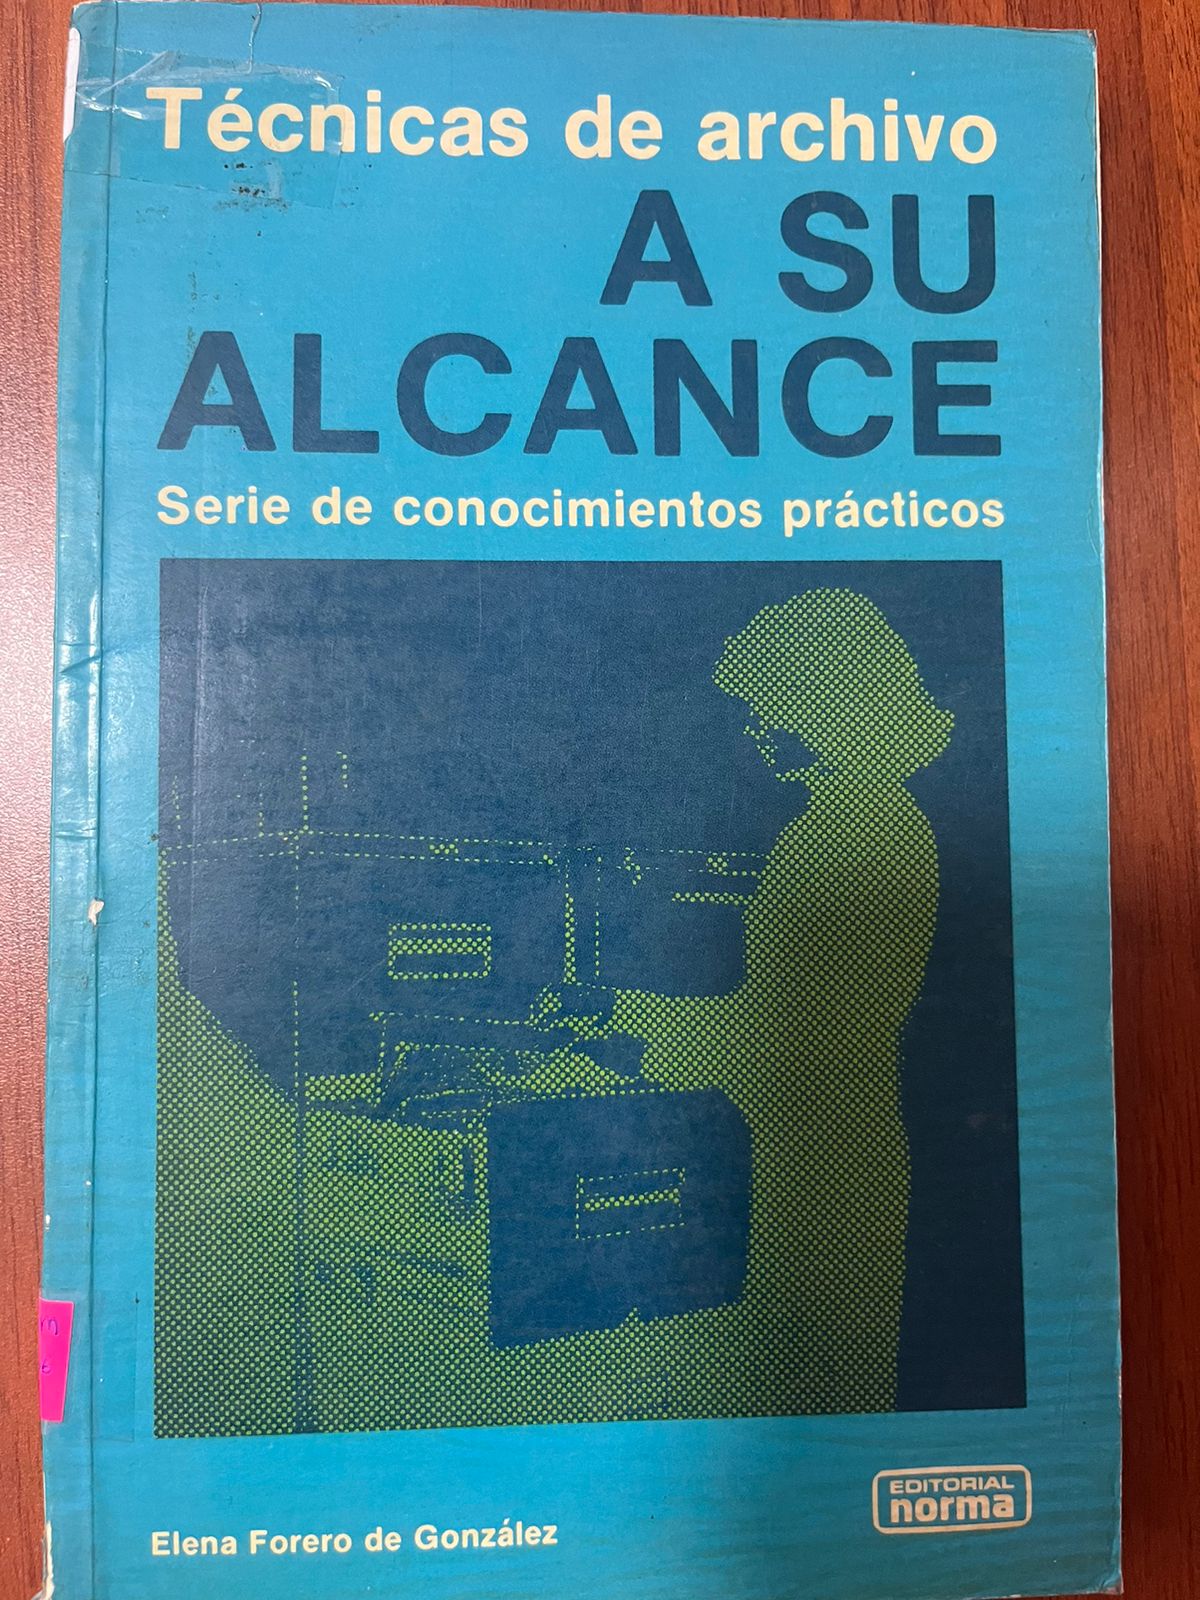 Técnicas de archivo
A SU
ALCANCE
Serie de conocimientos prácticos
EDITORIAL
norma
Elena Forero de González